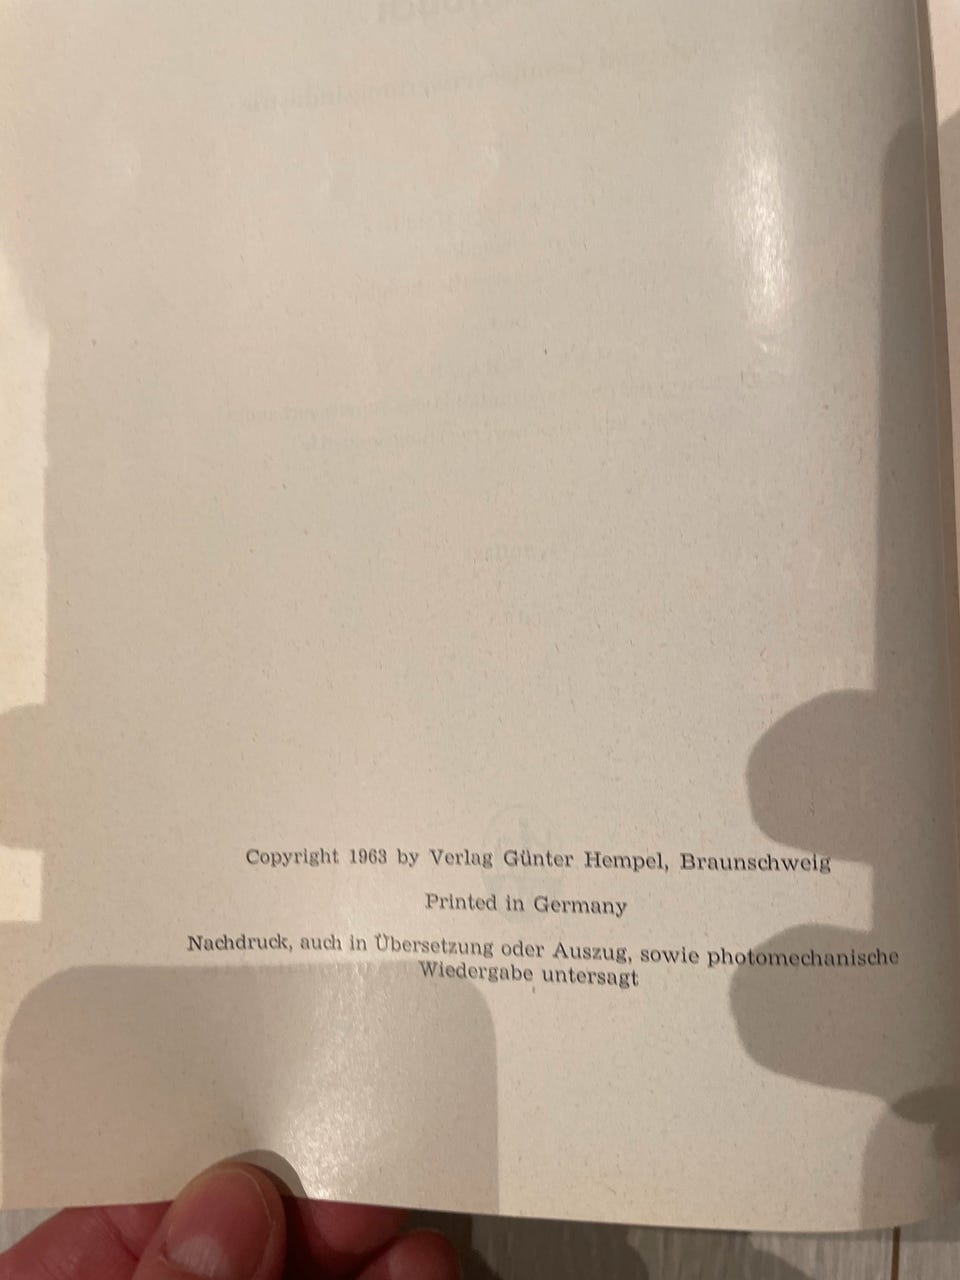 Copyright 1963 by Verlag Günter Hempel, Braunschweig
Printed in Germany
Nachdruck, auch in Übersetzung oder Auszug, sowie photomechanische
Wiedergabe untersagt